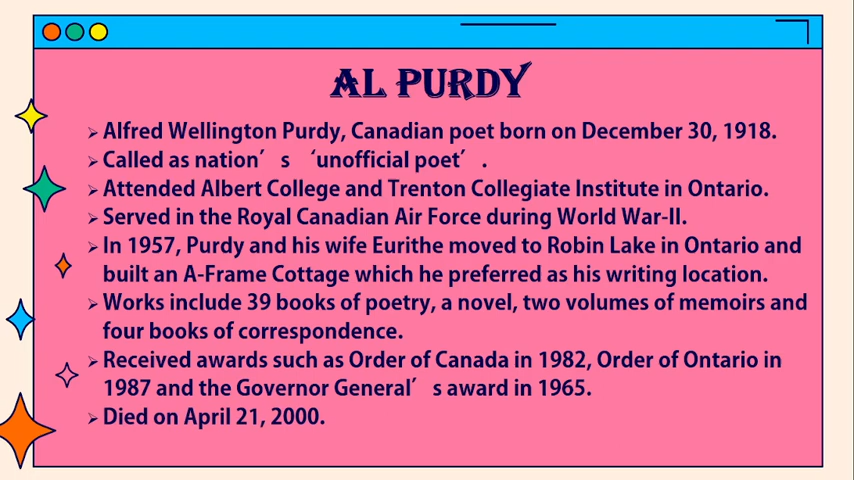 AL PURDY
➢ Alfred Wellington Purdy, Canadian poet born on December 30, 1918.
➢ Called as nation’ s ‘unofficial poet’ .
➢ Attended Albert College and Trenton Collegiate Institute in Ontario.
➢ Served in the Royal Canadian Air Force during World War-II.
➢ In 1957, Purdy and his wife Eurithe moved to Robin Lake in Ontario and
built an A-Frame Cottage which he preferred as his writing location.
➢ Works include 39 books of poetry, a novel, two volumes of memoirs and
four books of correspondence.
➢ Received awards such as Order of Canada in 1982, Order of Ontario in
1987 and the Governor General’ s award in 1965.
➢ Died on April 21, 2000.